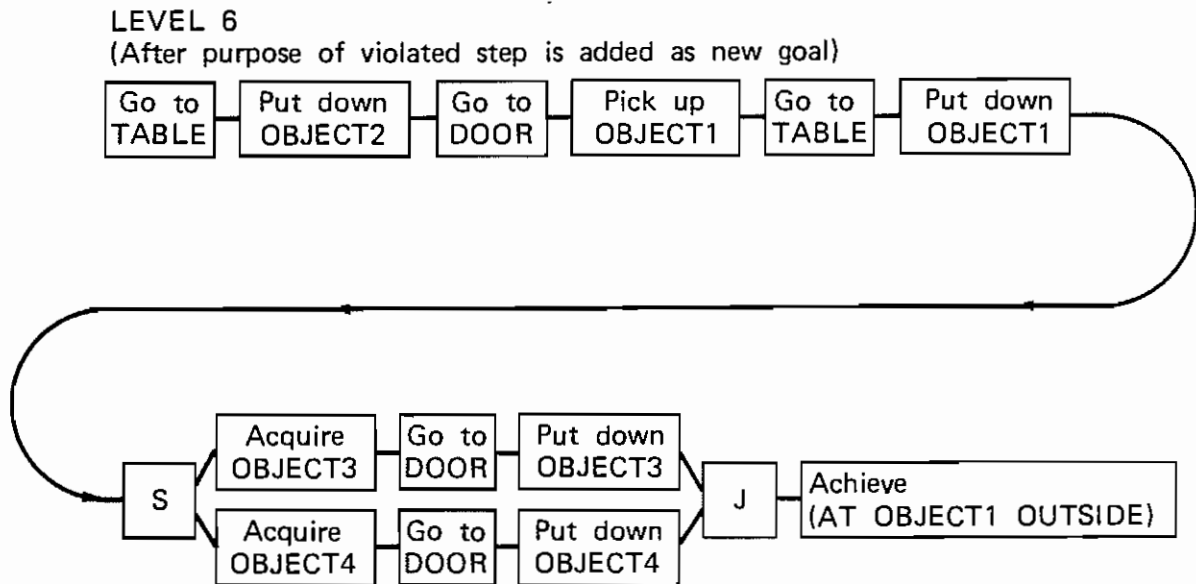 LEVEL 6
(After purpose of violated step is added as new goal)
Go to
TABLE
Put down
OBJECT2
Go to
DOOR
Pick up
OBJECT1
Go to
TABLE
Put down
OBJECT1
S
Acquire
OBJECT3
Go to
DOOR
Put down
OBJECT3
Acquire
OBJECT4
Go to
DOOR
Put down
OBJECT4
J
Achieve
(AT OBJECT1 OUTSIDE)